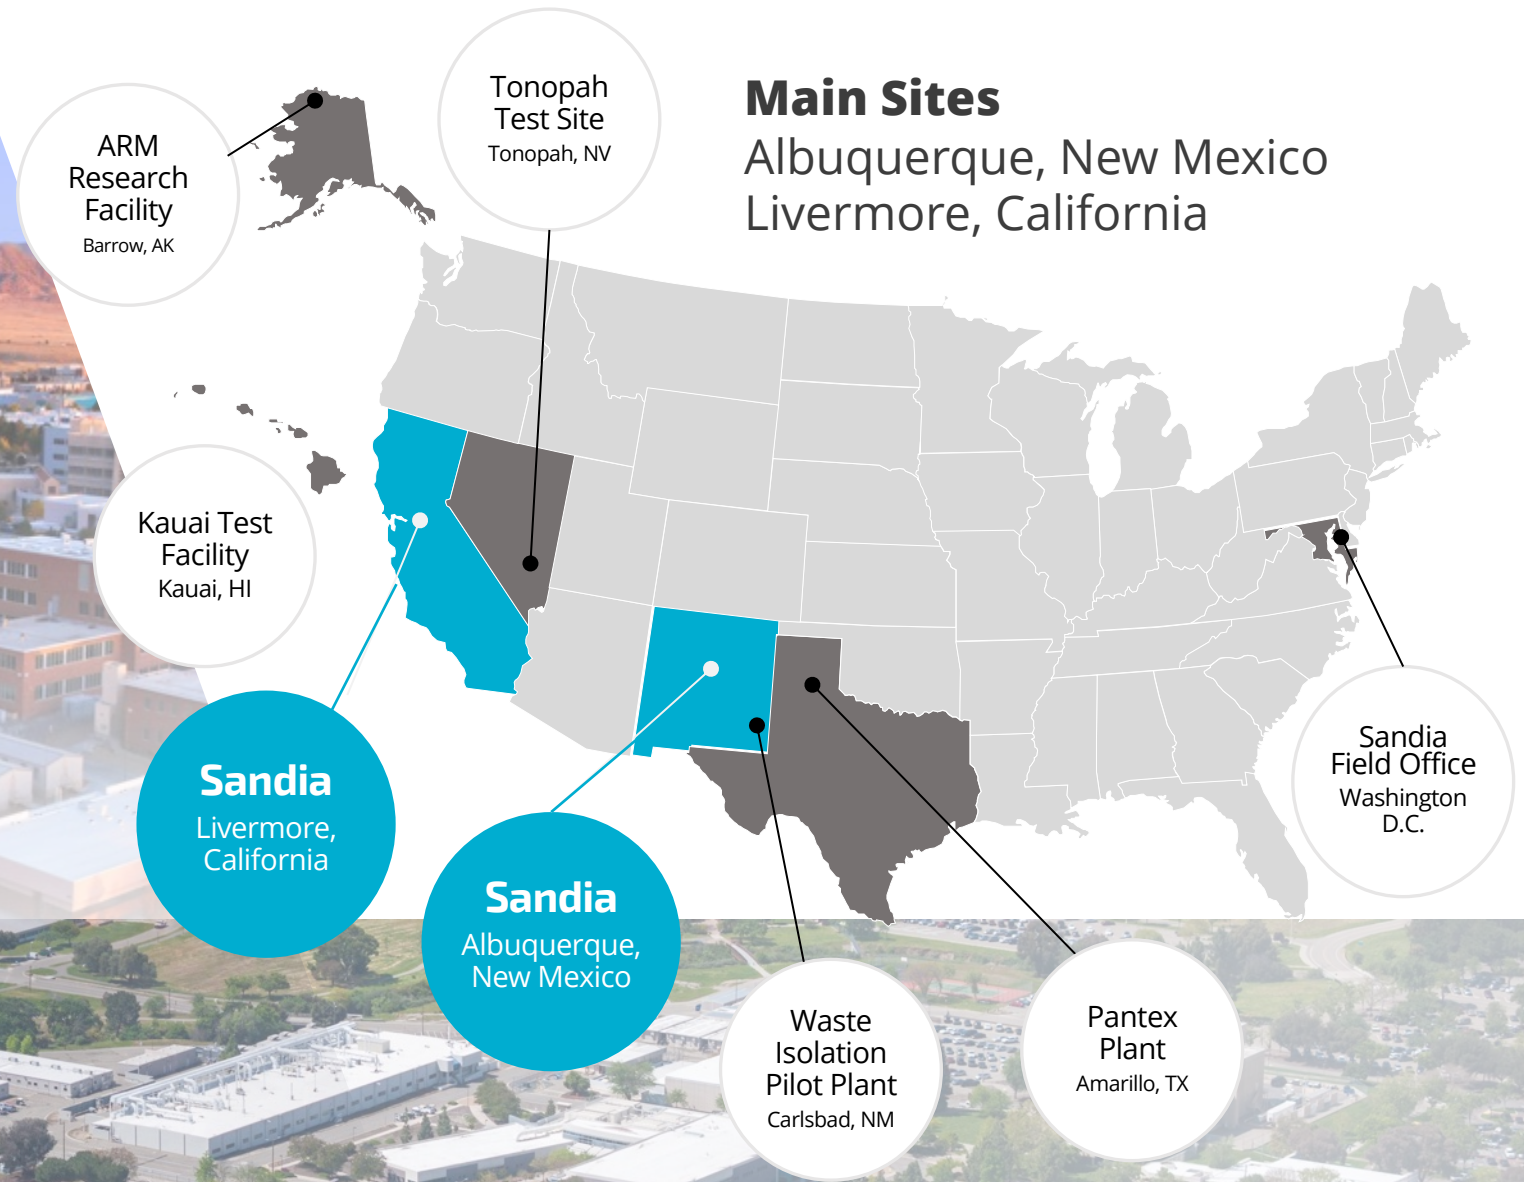 Main Sites
Albuquerque, New Mexico
Livermore, California
Tonopah
Test Site
Tonopah, NV
ARM
Research
Facility
Barrow, AK
Kauai Test
Facility
Kauai, HI
Sandia
Livermore,
California
Sandia
Albuquerque,
New Mexico
Waste
Isolation
Pilot Plant
Carlsbad, NM
Pantex
Plant
Amarillo, TX
Sandia
Field Office
Washington
D.C.